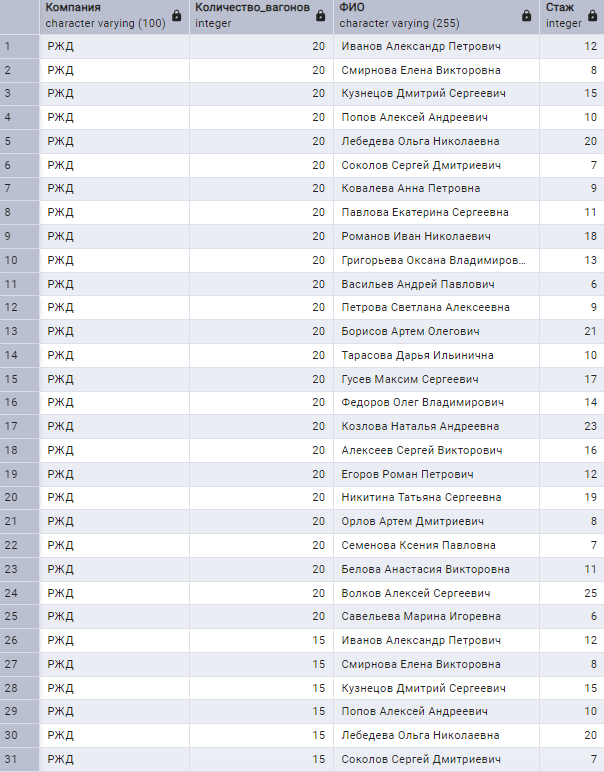 Компания Количество_вагонов ФИО Стаж
character varying (100) integer character varying (255) integer
1 РЖД 20 Иванов Александр Петрович 12
2 РЖД 20 Смирнова Елена Викторовна 8
3 РЖД 20 Кузнецов Дмитрий Сергеевич 15
4 РЖД 20 Попов Алексей Андреевич 10
5 РЖД 20 Лебедева Ольга Николаевна 20
6 РЖД 20 Соколов Сергей Дмитриевич 7
7 РЖД 20 Ковалева Анна Петровна 9
8 РЖД 20 Павлова Екатерина Сергеевна 11
9 РЖД 20 Романов Иван Николаевич 18
10 РЖД 20 Григорьева Оксана Владимиров... 13
11 РЖД 20 Васильев Андрей Павлович 6
12 РЖД 20 Петрова Светлана Алексеевна 9
13 РЖД 20 Борисов Артем Олегович 21
14 РЖД 20 Тарасова Дарья Ильинична 10
15 РЖД 20 Гусев Максим Сергеевич 17
16 РЖД 20 Федоров Олег Владимирович 14
17 РЖД 20 Козлова Наталья Андреевна 23
18 РЖД 20 Алексеев Сергей Викторович 16
19 РЖД 20 Егоров Роман Петрович 12
20 РЖД 20 Никитина Татьяна Сергеевна 19
21 РЖД 20 Орлов Артем Дмитриевич 8
22 РЖД 20 Семенова Ксения Павловна 7
23 РЖД 20 Белова Анастасия Викторовна 11
24 РЖД 20 Волков Алексей Сергеевич 25
25 РЖД 20 Савельева Марина Игоревна 6
26 РЖД 15 Иванов Александр Петрович 12
27 РЖД 15 Смирнова Елена Викторовна 8
28 РЖД 15 Кузнецов Дмитрий Сергеевич 15
29 РЖД 15 Попов Алексей Андреевич 10
30 РЖД 15 Лебедева Ольга Николаевна 20
31 РЖД 15 Соколов Сергей Дмитриевич 7